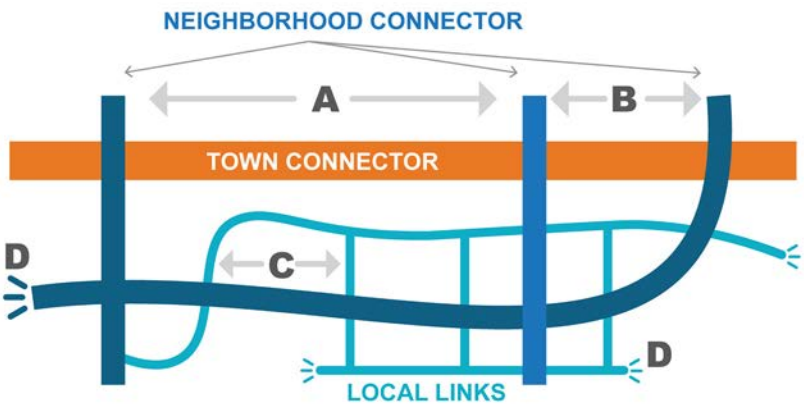 NEIGHBORHOOD CONNECTOR
A
B
TOWN CONNECTOR
D
C
D
LOCAL LINKS